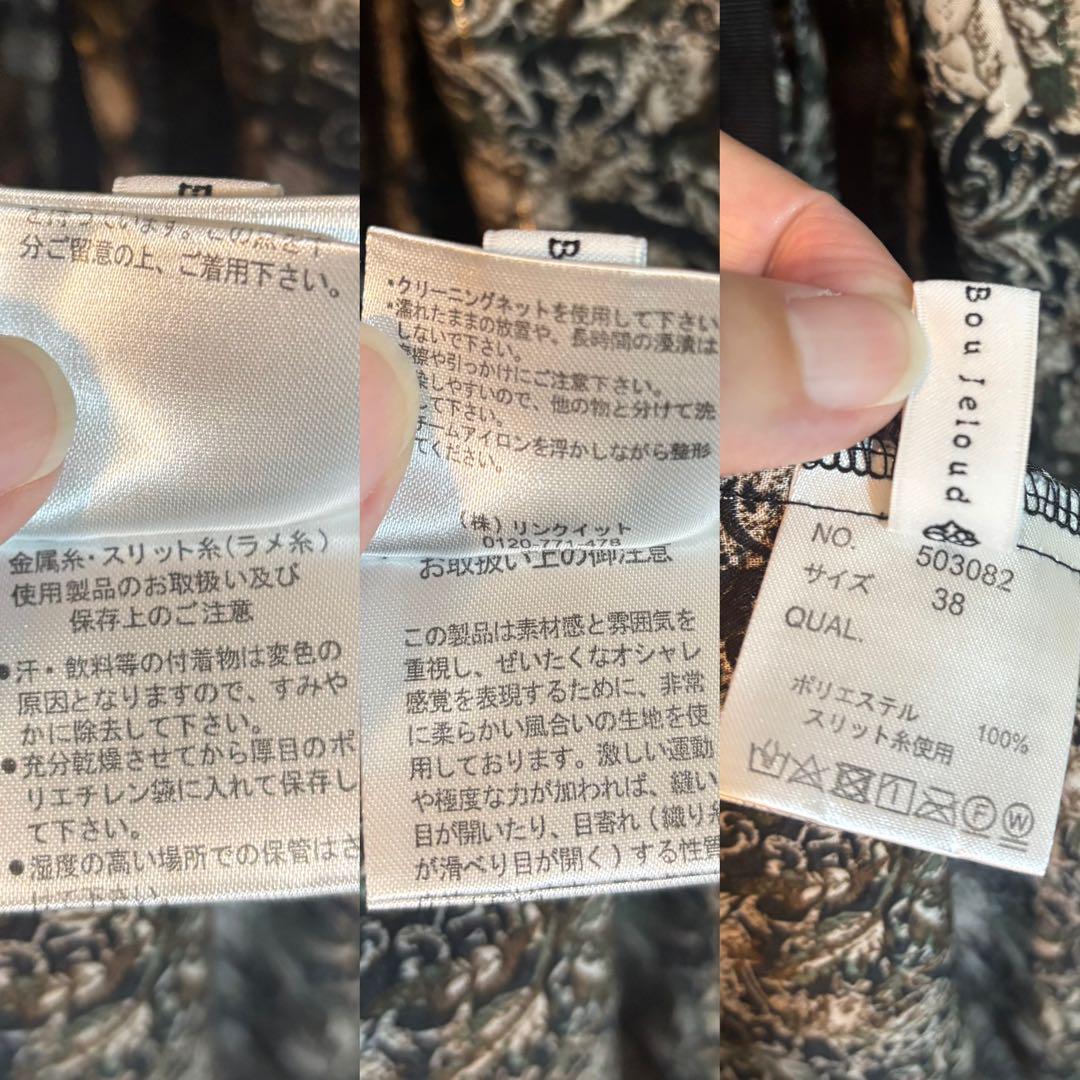 分ご留意の上、ご着用下さい。
金属糸・スリット糸(ラメ糸)
使用製品のお取扱い及び
保存上のご注意
●汗・飲料等の付着物は変色の
原因となりますので、すみや
かに除去して下さい。
●充分乾燥させてから厚目のポ
リエチレン袋に入れて保存し
て下さい。
●湿度の高い場所での保管はさ
B
・クリーニングネットを使用して下さい
・濡れたままの放置や、長時間の浸漬は
しないで下さい。
擦や引っかけにご注意下さい。
染しやすいので、他の物と分けて洗
して下さい。
チームアイロンを浮かしながら整形
てください。
(株)リンクイット
0120-771-478
お取扱い上の御注意
この製品は素材感と雰囲気を
重視し、ぜいたくなオシャレ
感覚を表現するために、非常
に柔らかい風合いの生地を使
用しております。激しい運動
や極度な力が加われば、縫い
目が開いたり、目寄れ(織り糸
が滑べり目が開く)する性質
B
Bou Jeloud
NO. 503082
サイズ 38
QUAL.
ポリエステル 100%
スリット糸使用
F W